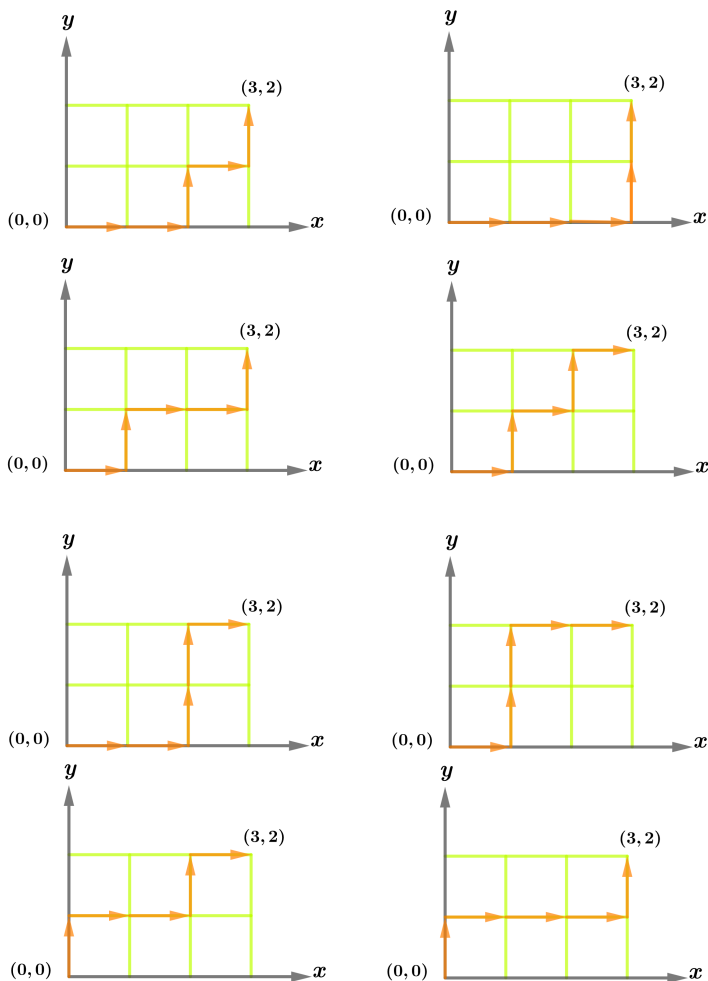 y
(3, 2)
(0, 0)
x
y
(3, 2)
(0, 0)
x
y
(3, 2)
(0, 0)
x
y
(3, 2)
(0, 0)
x
y
(3, 2)
(0, 0)
x
y
(3, 2)
(0, 0)
x
y
(3, 2)
(0, 0)
x
y
(3, 2)
(0, 0)
x